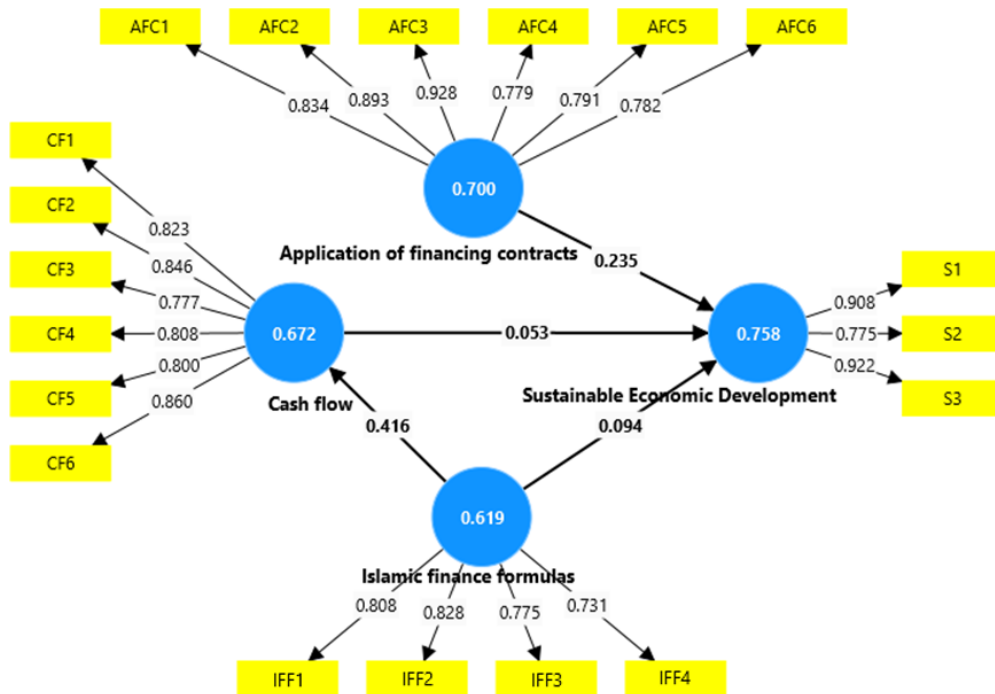 AFC1 AFC2 AFC3 AFC4 AFC5 AFC6
0.834 0.893 0.928 0.779 0.791 0.782
0.700
Application of financing contracts
0.235
CF1
CF2
CF3
CF4
CF5
CF6
0.823
0.846
0.777
0.808
0.800
0.860
0.672
Cash flow
0.053
0.416
0.758
Sustainable Economic Development
0.094
0.908
0.775
0.922
S1
S2
S3
0.619
Islamic finance formulas
0.808 0.828 0.775 0.731
IFF1 IFF2 IFF3 IFF4